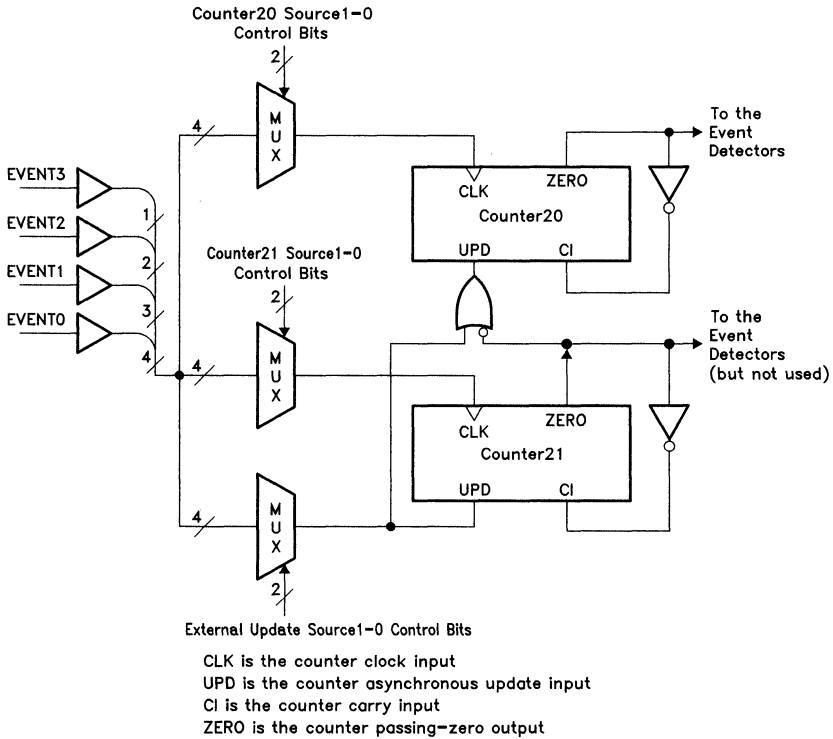 Counter20 Source1-0
Control Bits
2
4
MUX
To the
Event
Detectors
CLK
ZERO
Counter20
UPD
CI
EVENT3
EVENT2
EVENT1
EVENT0
1
2
3
4
Counter21 Source1-0
Control Bits
2
4
MUX
To the
Event
Detectors
(but not used)
CLK
ZERO
Counter21
UPD
CI
4
MUX
2
External Update Source1-0 Control Bits
CLK is the counter clock input
UPD is the counter asynchronous update input
CI is the counter carry input
ZERO is the counter passing-zero output